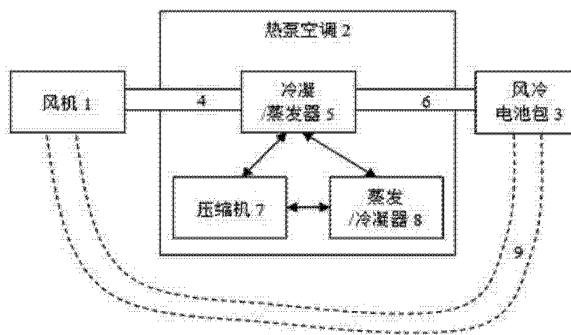 热泵空调 2
风机 1
4
冷凝
/蒸发器 5
6
风冷
电池包 3
压缩机 7
蒸发
/冷凝器 8
9